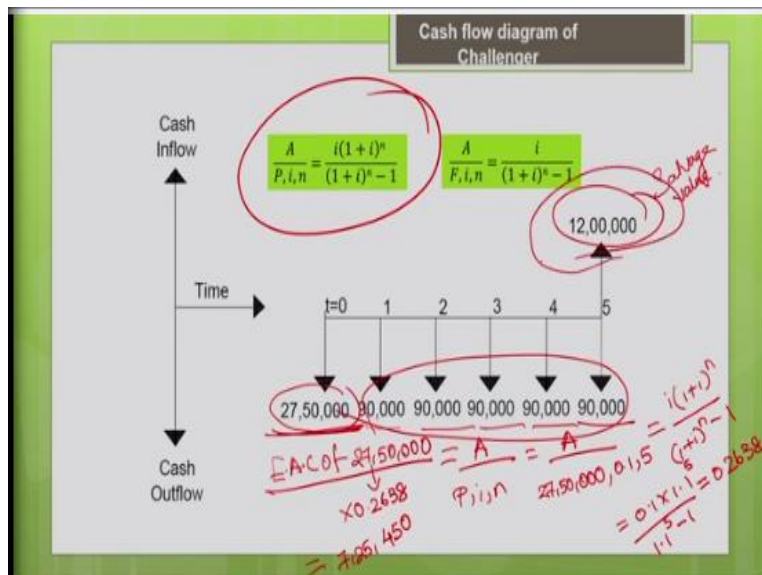 Cash flow diagram of
Challenger
Cash
Inflow
A/(P,i,n) = i(1+i)^n/((1+i)^n − 1)
A/(F,i,n) = i/((1+i)^n − 1)
Salvage
value
12,00,000
Time
t=0 1 2 3 4 5
27,50,000 90,000 90,000 90,000 90,000 90,000
E.A.C of 27,50,000 = A/(P,i,n) = A/(27,50,000, 0.1, 5) = i(1+i)^n/((1+i)^n − 1)
×0.2638
= 0.1×1.1^5/(1.1^5 − 1) = 0.2638
= 7,25,450
Cash
Outflow